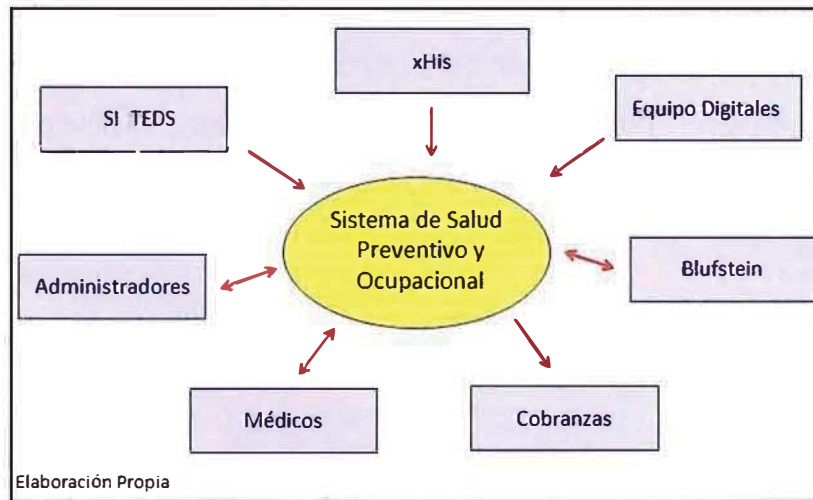 xHis
SI TEDS
Equipo Digitales
Sistema de Salud
Preventivo y
Ocupacional
Administradores
Blufstein
Médicos
Cobranzas
Elaboración Propia